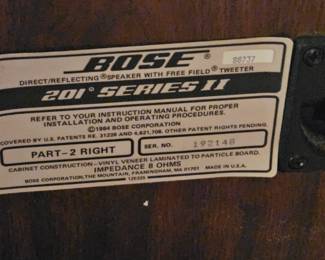 BOSE®
88737
DIRECT/REFLECTING® SPEAKER WITH FREE FIELD® TWEETER
201® SERIES II
REFER TO YOUR INSTRUCTION MANUAL FOR PROPER
INSTALLATION AND OPERATING PROCEDURES.
©1984 BOSE CORPORATION
COVERED BY U.S. PATENTS RE. 31228 AND 4,621,709. OTHER PATENT RIGHTS PENDING.
PART-2 RIGHT
SER. NO.
192148
CABINET CONSTRUCTION - VINYL VENEER LAMINATED TO PARTICLE BOARD.
IMPEDANCE 8 OHMS
BOSE CORPORATION, THE MOUNTAIN, FRAMINGHAM, MA 01701 MADE IN U.S.A.